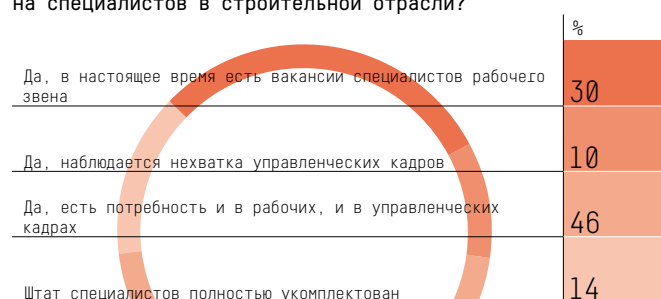 на специалистов в строительной отрасли?
%
Да, в настоящее время есть вакансии специалистов рабочего
звена
30
Да, наблюдается нехватка управленческих кадров
10
Да, есть потребность и в рабочих, и в управленческих
кадрах
46
Штат специалистов полностью укомплектован
14